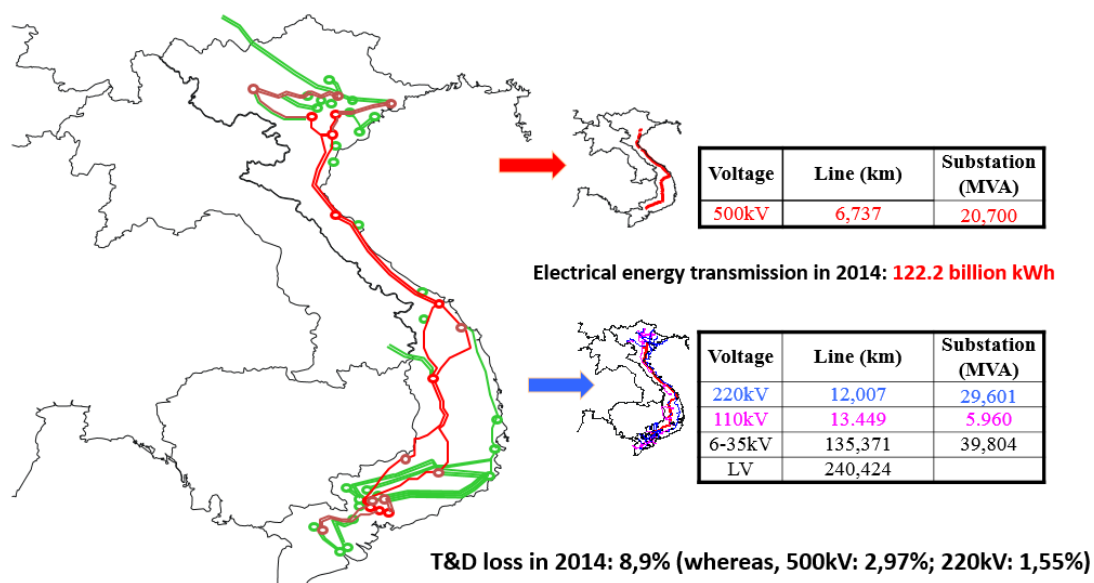 Voltage Line (km) Substation (MVA)
500kV 6,737 20,700
Electrical energy transmission in 2014: 122.2 billion kWh
Voltage Line (km) Substation (MVA)
220kV 12,007 29,601
110kV 13.449 5.960
6-35kV 135,371 39,804
LV 240,424
T&D loss in 2014: 8,9% (whereas, 500kV: 2,97%; 220kV: 1,55%)